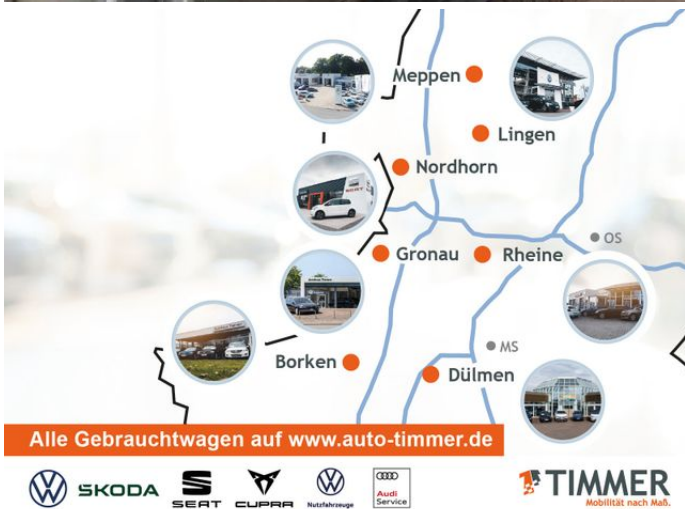 Meppen
Lingen
Nordhorn
OS
Gronau
Rheine
MS
Borken
Dülmen
Alle Gebrauchtwagen auf www.auto-timmer.de
ŠKODA
SEAT
CUPRA
Nutzfahrzeuge
Audi
Service
TIMMER
Mobilität nach Maß.